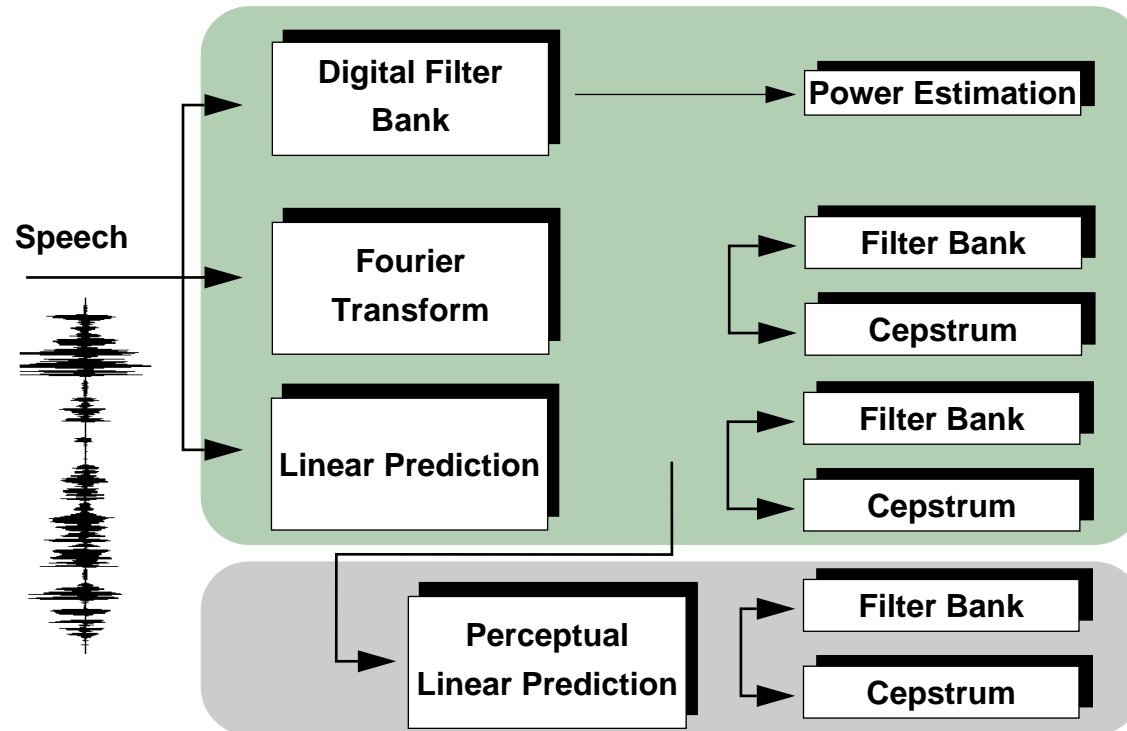 Digital Filter
Bank
Power Estimation
Speech
Fourier
Transform
Filter Bank
Cepstrum
Linear Prediction
Filter Bank
Cepstrum
Perceptual
Linear Prediction
Filter Bank
Cepstrum